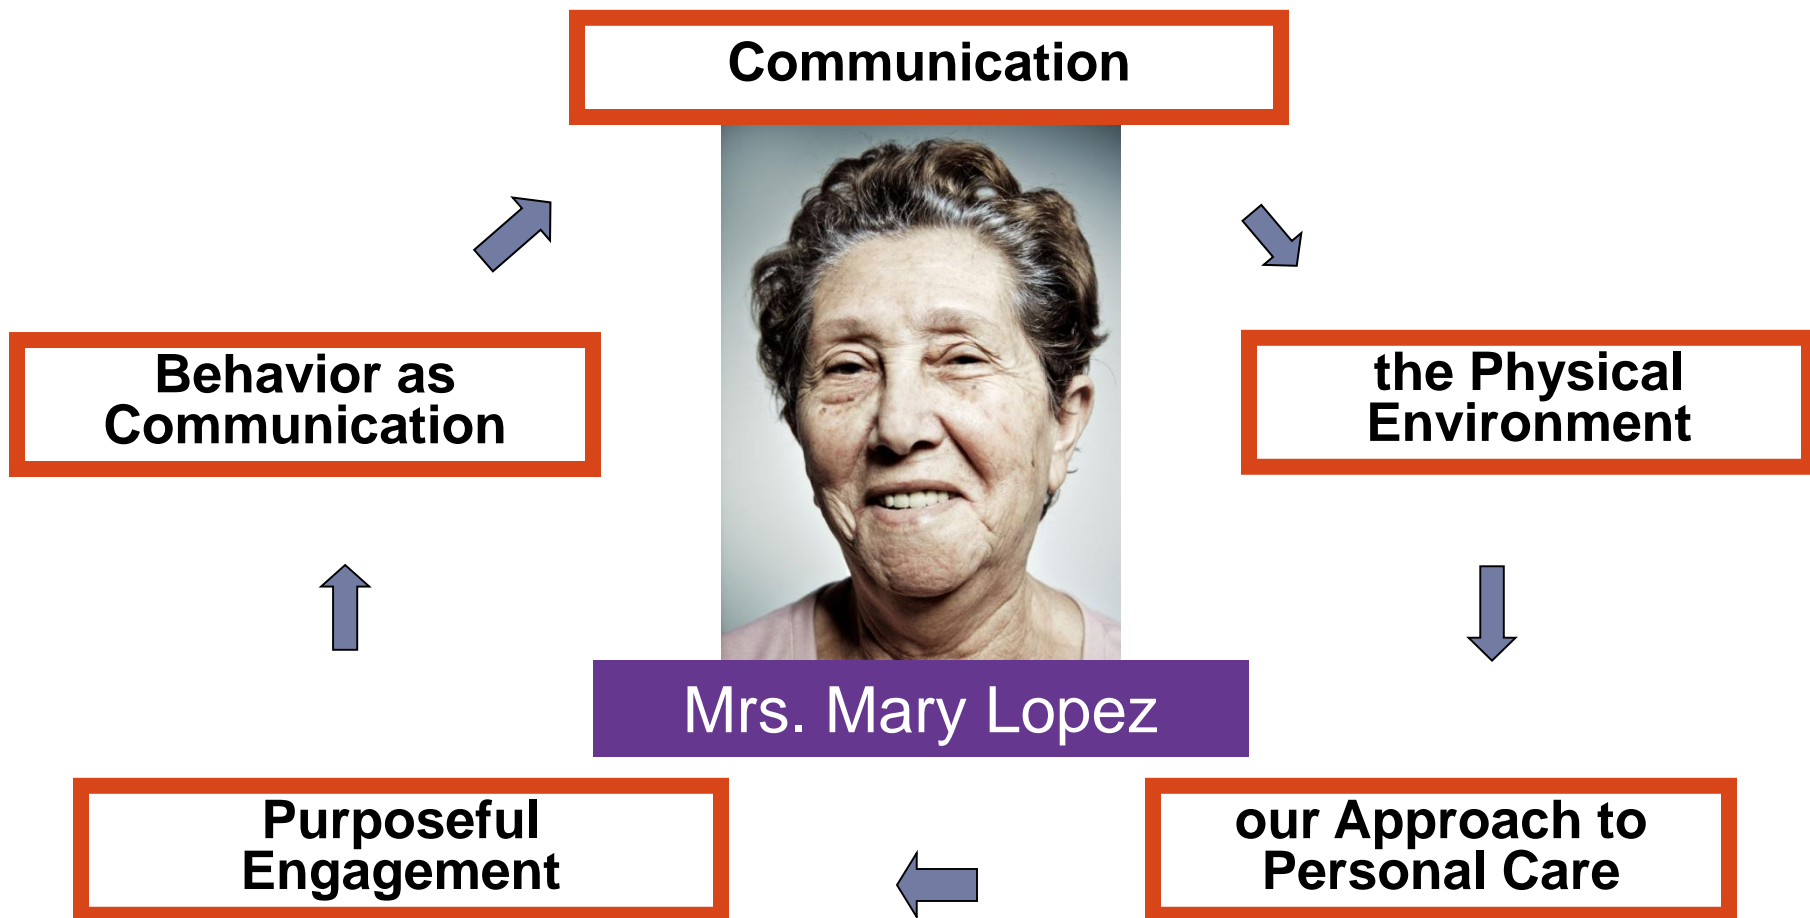 Communication
Behavior as
Communication
the Physical
Environment
Mrs. Mary Lopez
Purposeful
Engagement
our Approach to
Personal Care